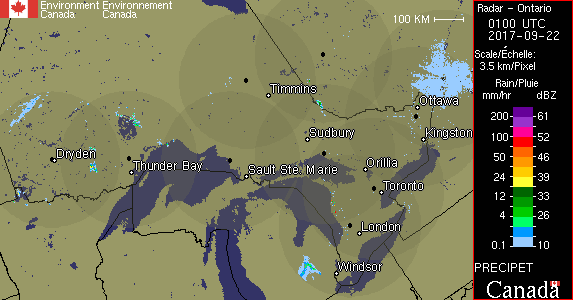 Environment Environnement
Canada Canada
100 KM
Timmins
Ottawa
Sudbury
Kingston
Dryden
Thunder Bay
Sault Ste. Marie
Orillia
Toronto
London
Windsor
Radar - Ontario
0100 UTC
2017-09-22
Scale/Échelle:
3.5 km/Pixel
Rain/Pluie
mm/hr dBZ
200 61
100 52
50 46
24 39
12 33
4 26
0.1 10
PRECIPET
Canada